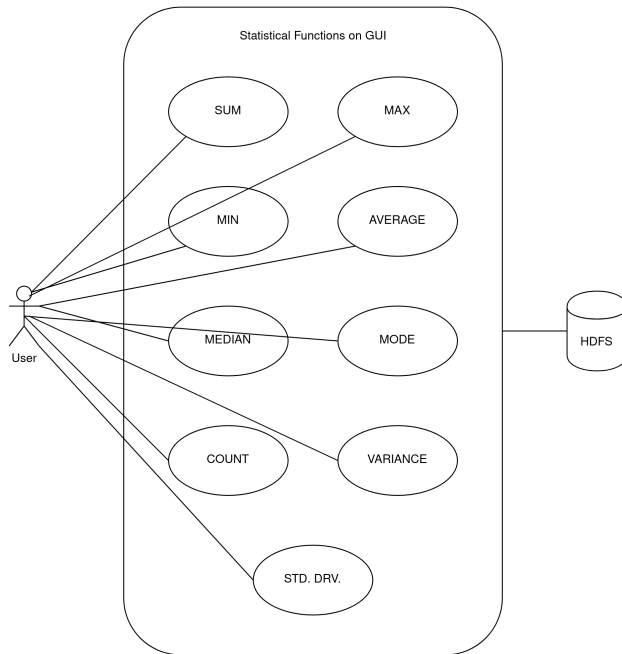 Statistical Functions on GUI
SUM
MAX
MIN
AVERAGE
User
MEDIAN
MODE
HDFS
COUNT
VARIANCE
STD. DRV.